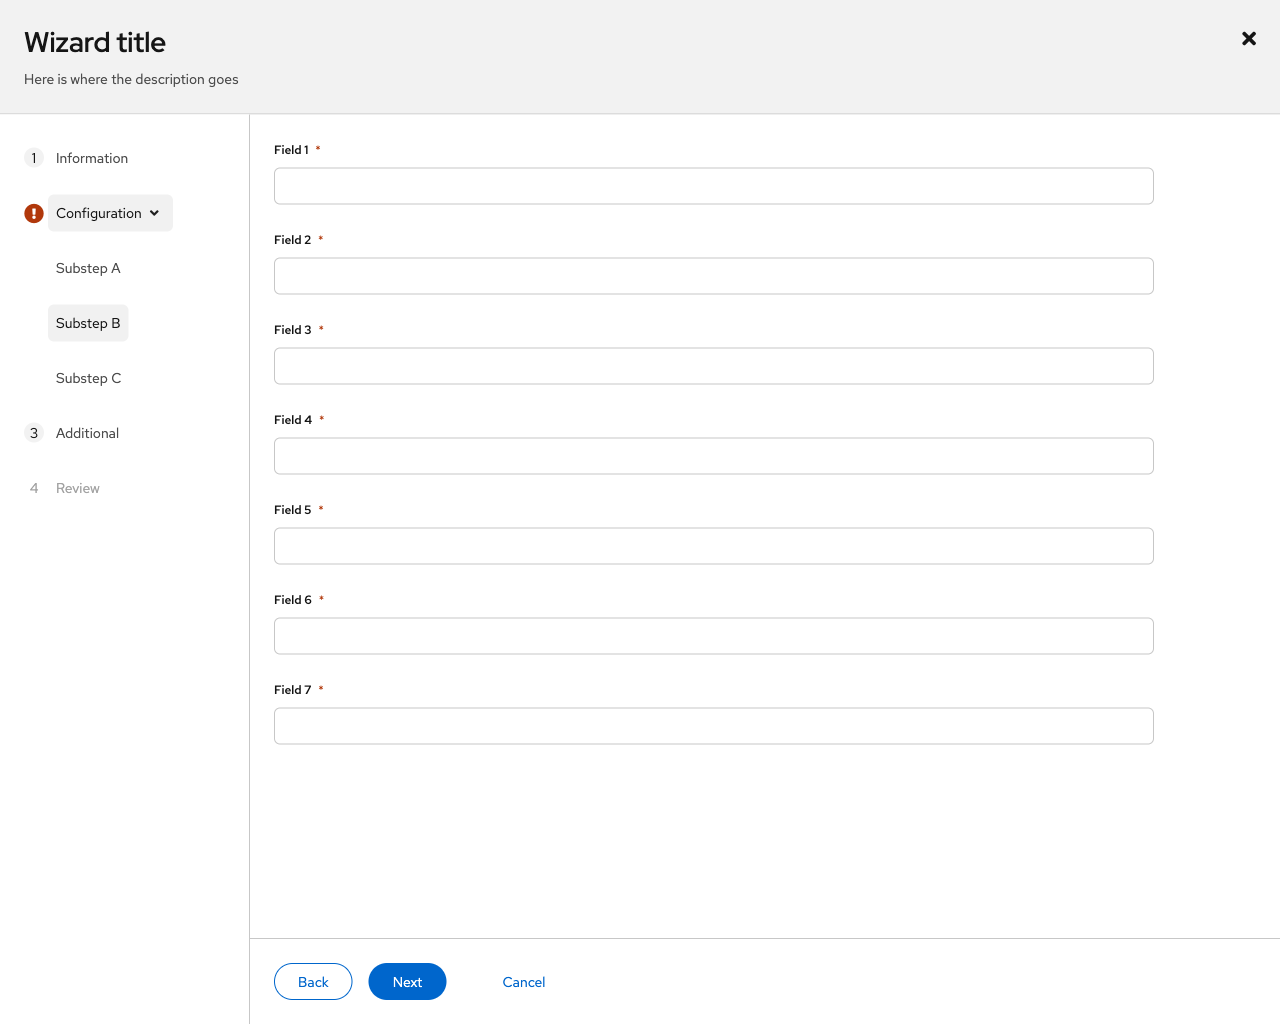 Wizard title
Here is where the description goes
1 Information
Configuration
Substep A
Substep B
Substep C
3 Additional
4 Review
Field 1 *
Field 2 *
Field 3 *
Field 4 *
Field 5 *
Field 6 *
Field 7 *
Back Next Cancel